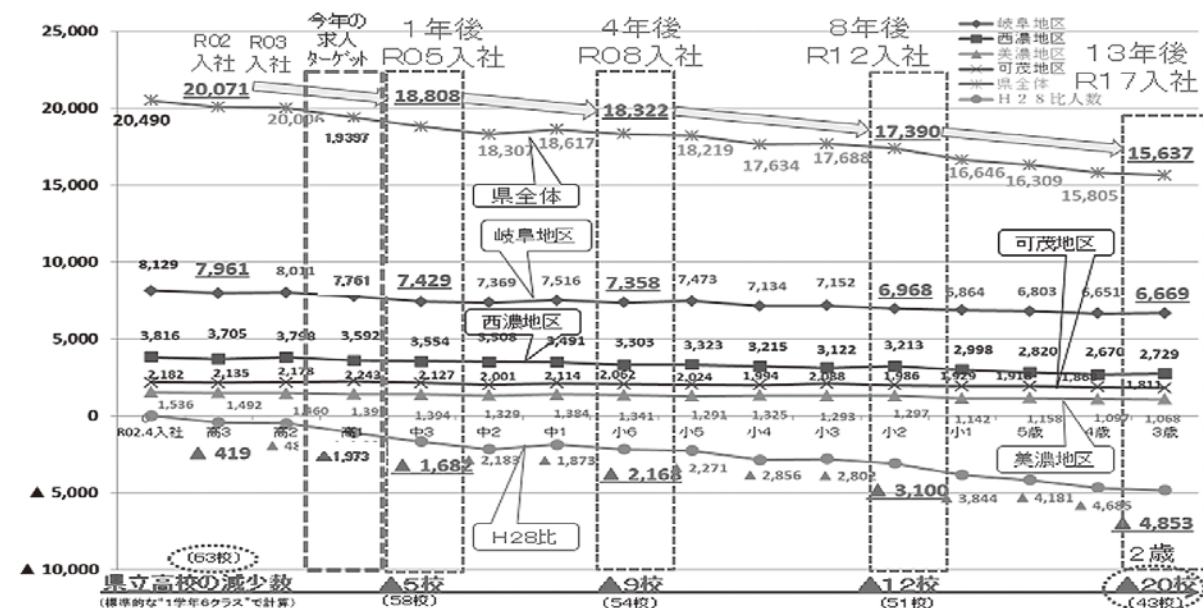 25,000
20,000
15,000
10,000
5,000
0
▲ 5,000
▲ 10,000
R02
入社
R03
入社
今年の
求人
ターゲット
1年後
R05入社
4年後
R08入社
8年後
R12入社
13年後
R17入社
岐阜地区
西濃地区
美濃地区
可茂地区
県全体
H28比人数
20,490
20,071
1,9397
18,808
18,307
18,617
18,322
18,219
17,634
17,688
17,390
16,646
16,309
15,805
15,637
県全体
岐阜地区
可茂地区
8,129
7,961
8,011
7,761
7,429
7,369
7,516
7,358
7,473
7,134
7,152
6,968
6,803
6,651
6,669
西濃地区
3,816
3,705
3,798
3,592
3,554
3,508
3,491
3,303
3,323
3,215
3,122
3,213
2,998
2,820
2,670
2,729
2,182
2,135
2,178
2,243
2,127
2,001
2,114
2,062
2,024
1,994
2,088
1,986
1,929
1,811
1,536
1,492
1,394
1,329
1,384
1,341
1,291
1,325
1,293
1,297
1,142
1,158
1,097
1,068
R02.4入社
高3
高2
高1
中3
中2
中1
小6
小5
小4
小3
小2
小1
5歳
4歳
3歳
美濃地区
▲ 419
▲1,973
▲ 1,682
▲ 2,183
▲ 1,873
▲ 2,168
▲ 2,271
▲ 2,856
▲ 2,802
▲ 3,100
▲ 3,844
▲ 4,181
▲ 4,685
▲ 4,853
H28比
2歳
(63校)
県立高校の減少数
▲5校
▲9校
▲12校
▲20校
(標準的な"1学年6クラス"で計算)
(58校)
(54校)
(51校)
(43校)